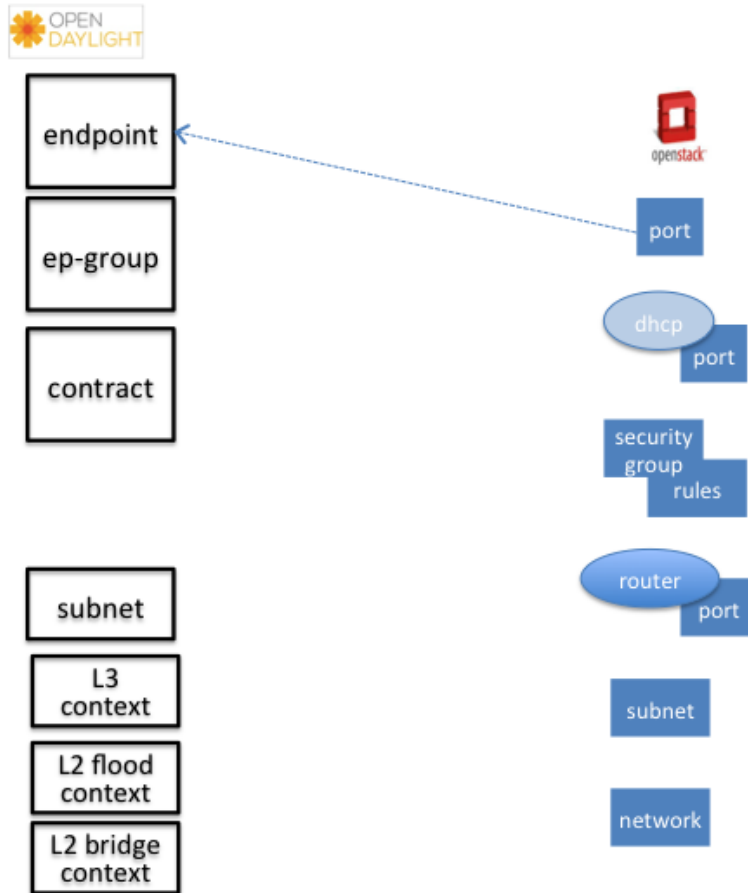 OPEN
DAYLIGHT
endpoint
ep-group
contract
subnet
L3
context
L2 flood
context
L2 bridge
context
openstack
port
dhcp
port
security
group
rules
router
port
subnet
network